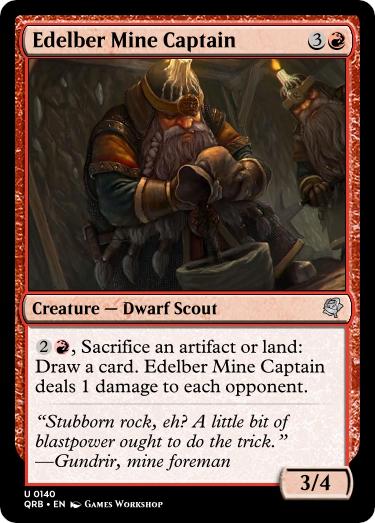 Edelber Mine Captain 3
Creature — Dwarf Scout
2, Sacrifice an artifact or land:
Draw a card. Edelber Mine Captain
deals 1 damage to each opponent.
“Stubborn rock, eh? A little bit of
blastpower ought to do the trick.”
—Gundrir, mine foreman
3/4
U 0140
QRB • EN Games Workshop